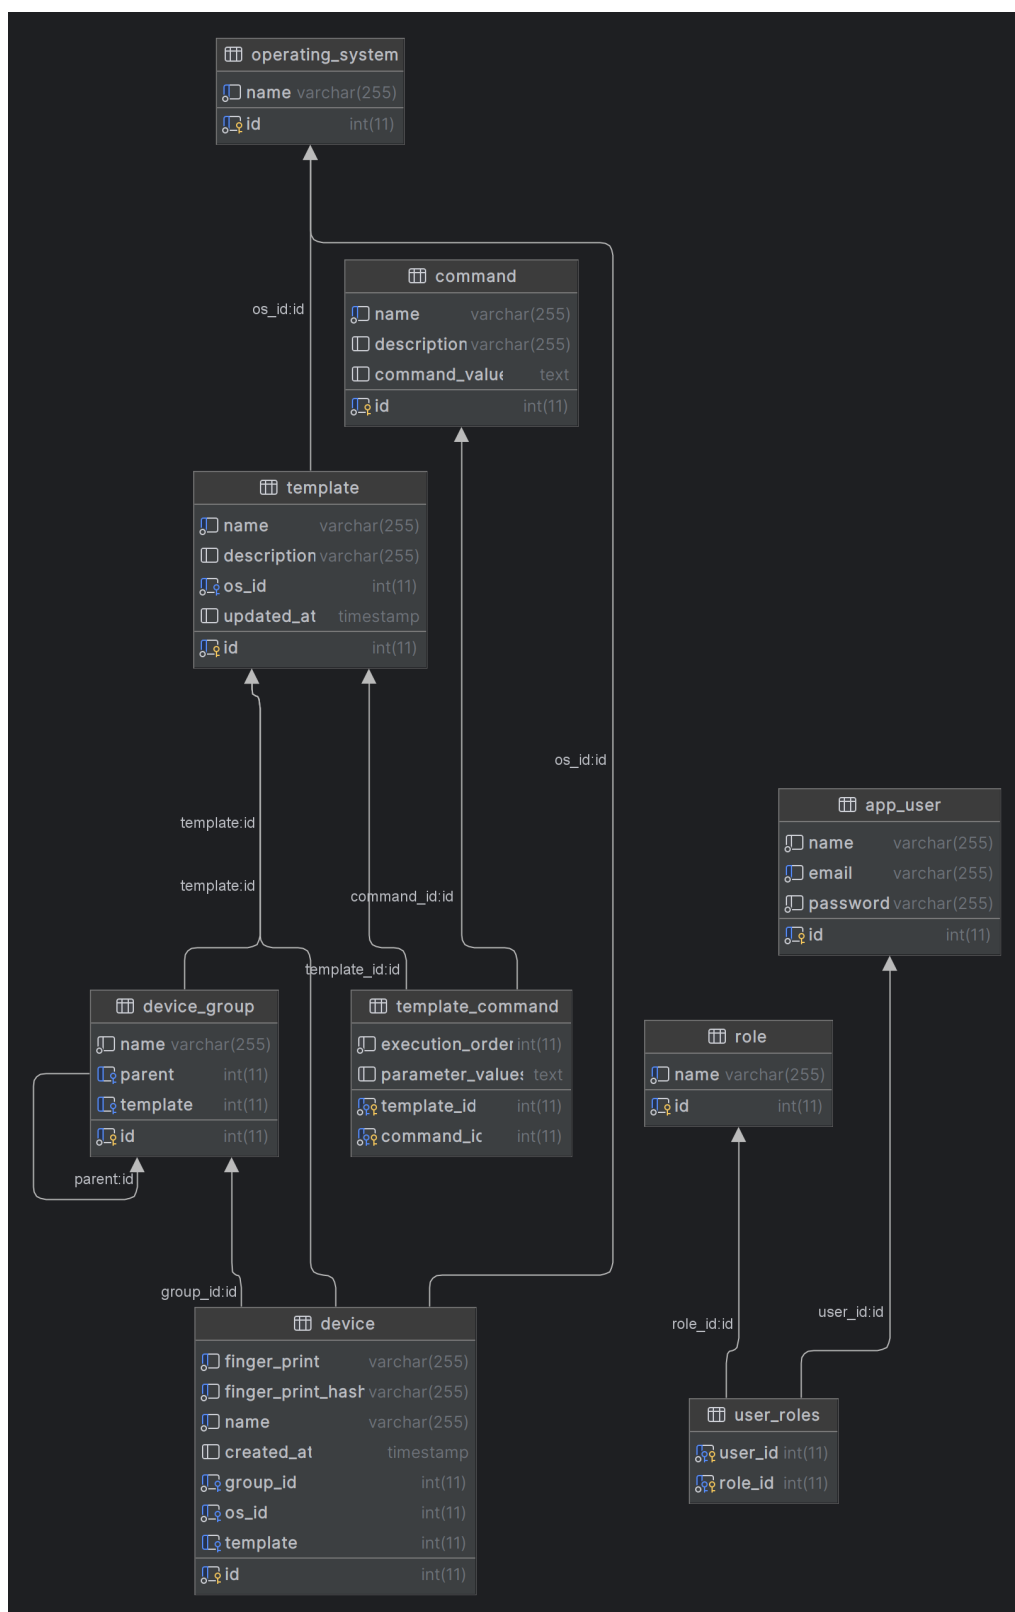 operating_system
name varchar(255)
id int(11)
os_id:id
command
name varchar(255)
description varchar(255)
command_value text
id int(11)
template
name varchar(255)
description varchar(255)
os_id int(11)
updated_at timestamp
id int(11)
os_id:id
template:id
template:id
command_id:id
template_id:id
app_user
name varchar(255)
email varchar(255)
password varchar(255)
id int(11)
device_group
name varchar(255)
parent int(11)
template int(11)
id int(11)
parent:id
template_command
execution_order int(11)
parameter_values text
template_id int(11)
command_id int(11)
role
name varchar(255)
id int(11)
group_id:id
role_id:id
user_id:id
device
finger_print varchar(255)
finger_print_hash varchar(255)
name varchar(255)
created_at timestamp
group_id int(11)
os_id int(11)
template int(11)
id int(11)
user_roles
user_id int(11)
role_id int(11)